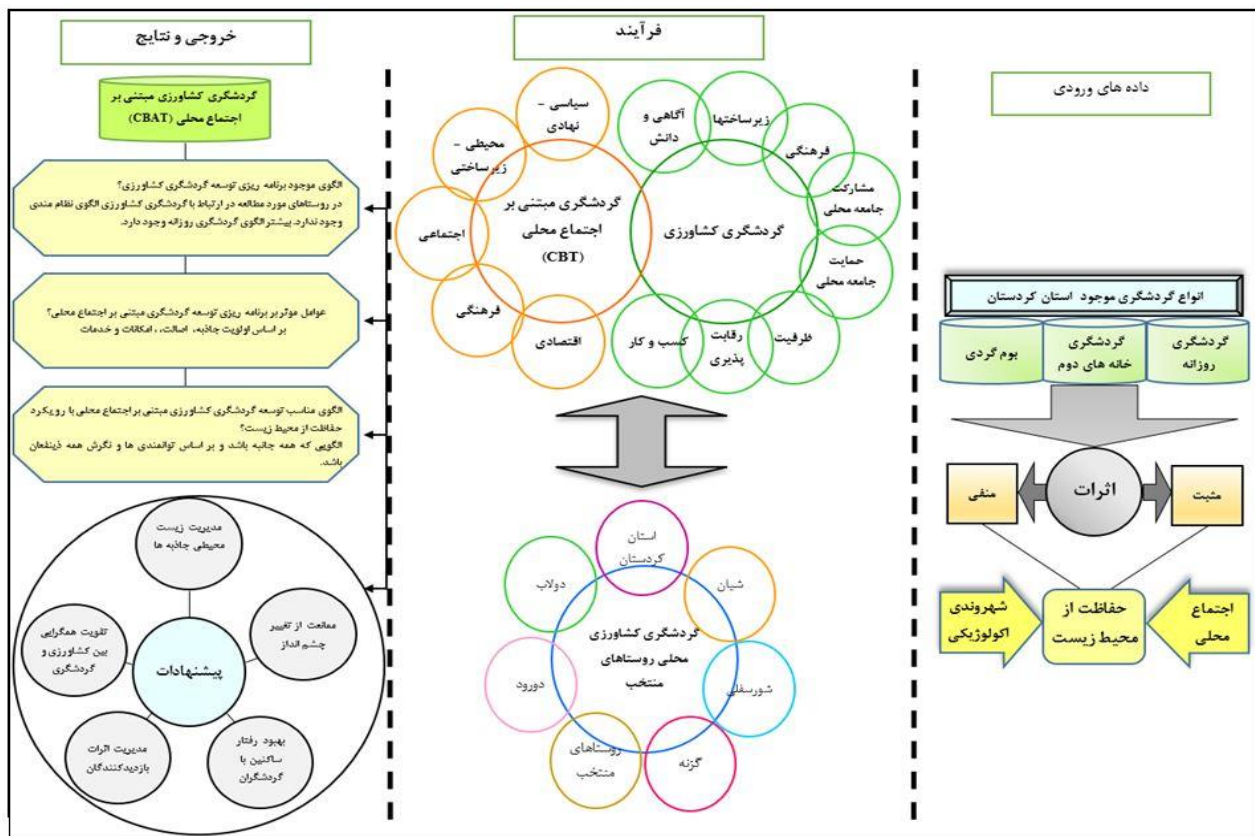 داده های ورودی
انواع گردشگری موجود استان کردستان
گردشگری
روزانه
گردشگری
خانه های دوم
بوم گردی
اثرات
مثبت
منفی
اجتماع
محلی
حفاظت از
محیط زیست
شهروندی
اکولوژیکی
فرآیند
سیاسی -
نهادی
محیطی -
زیرساختی
اجتماعی
فرهنگی
اقتصادی
گردشگری مبتنی بر
اجتماع محلی
(CBT)
آگاهی و
دانش
زیرساختها
فرهنگی
مشارکت
جامعه محلی
حمایت
جامعه محلی
ظرفیت
رقابت
پذیری
کسب و کار
گردشگری کشاورزی
استان
کردستان
شیان
شورسفلی
گزنه
روستاهای
منتخب
دورود
دولاب
گردشگری کشاورزی
محلی روستاهای
منتخب
خروجی و نتایج
گردشگری کشاورزی مبتنی بر
اجتماع محلی (CBAT)
الگوی موجود برنامه ریزی توسعه گردشگری کشاورزی؟
در روستاهای مورد مطالعه در ارتباط با گردشگری کشاورزی الگوی نظام مندی
وجود ندارد. بیشتر الگوی گردشگری روزانه وجود دارد.
عوامل موثر بر برنامه ریزی توسعه گردشگری مبتنی بر اجتماع محلی؟
بر اساس اولویت جاذبه، اصالت، ، امکانات و خدمات
الگوی مناسب توسعه گردشگری کشاورزی مبتنی بر اجتماع محلی با رویکرد
حفاظت از محیط زیست؟
الگویی که همه جانبه باشد و بر اساس توانمندی ها و نگرش همه ذینفعان
باشد.
مدیریت زیست
محیطی جاذبه ها
ممانعت از تغییر
چشم انداز
بهبود رفتار
ساکنین با
گردشگران
مدیریت اثرات
بازدیدکنندگان
تقویت همگرایی
بین کشاورزی و
گردشگری
پیشنهادات